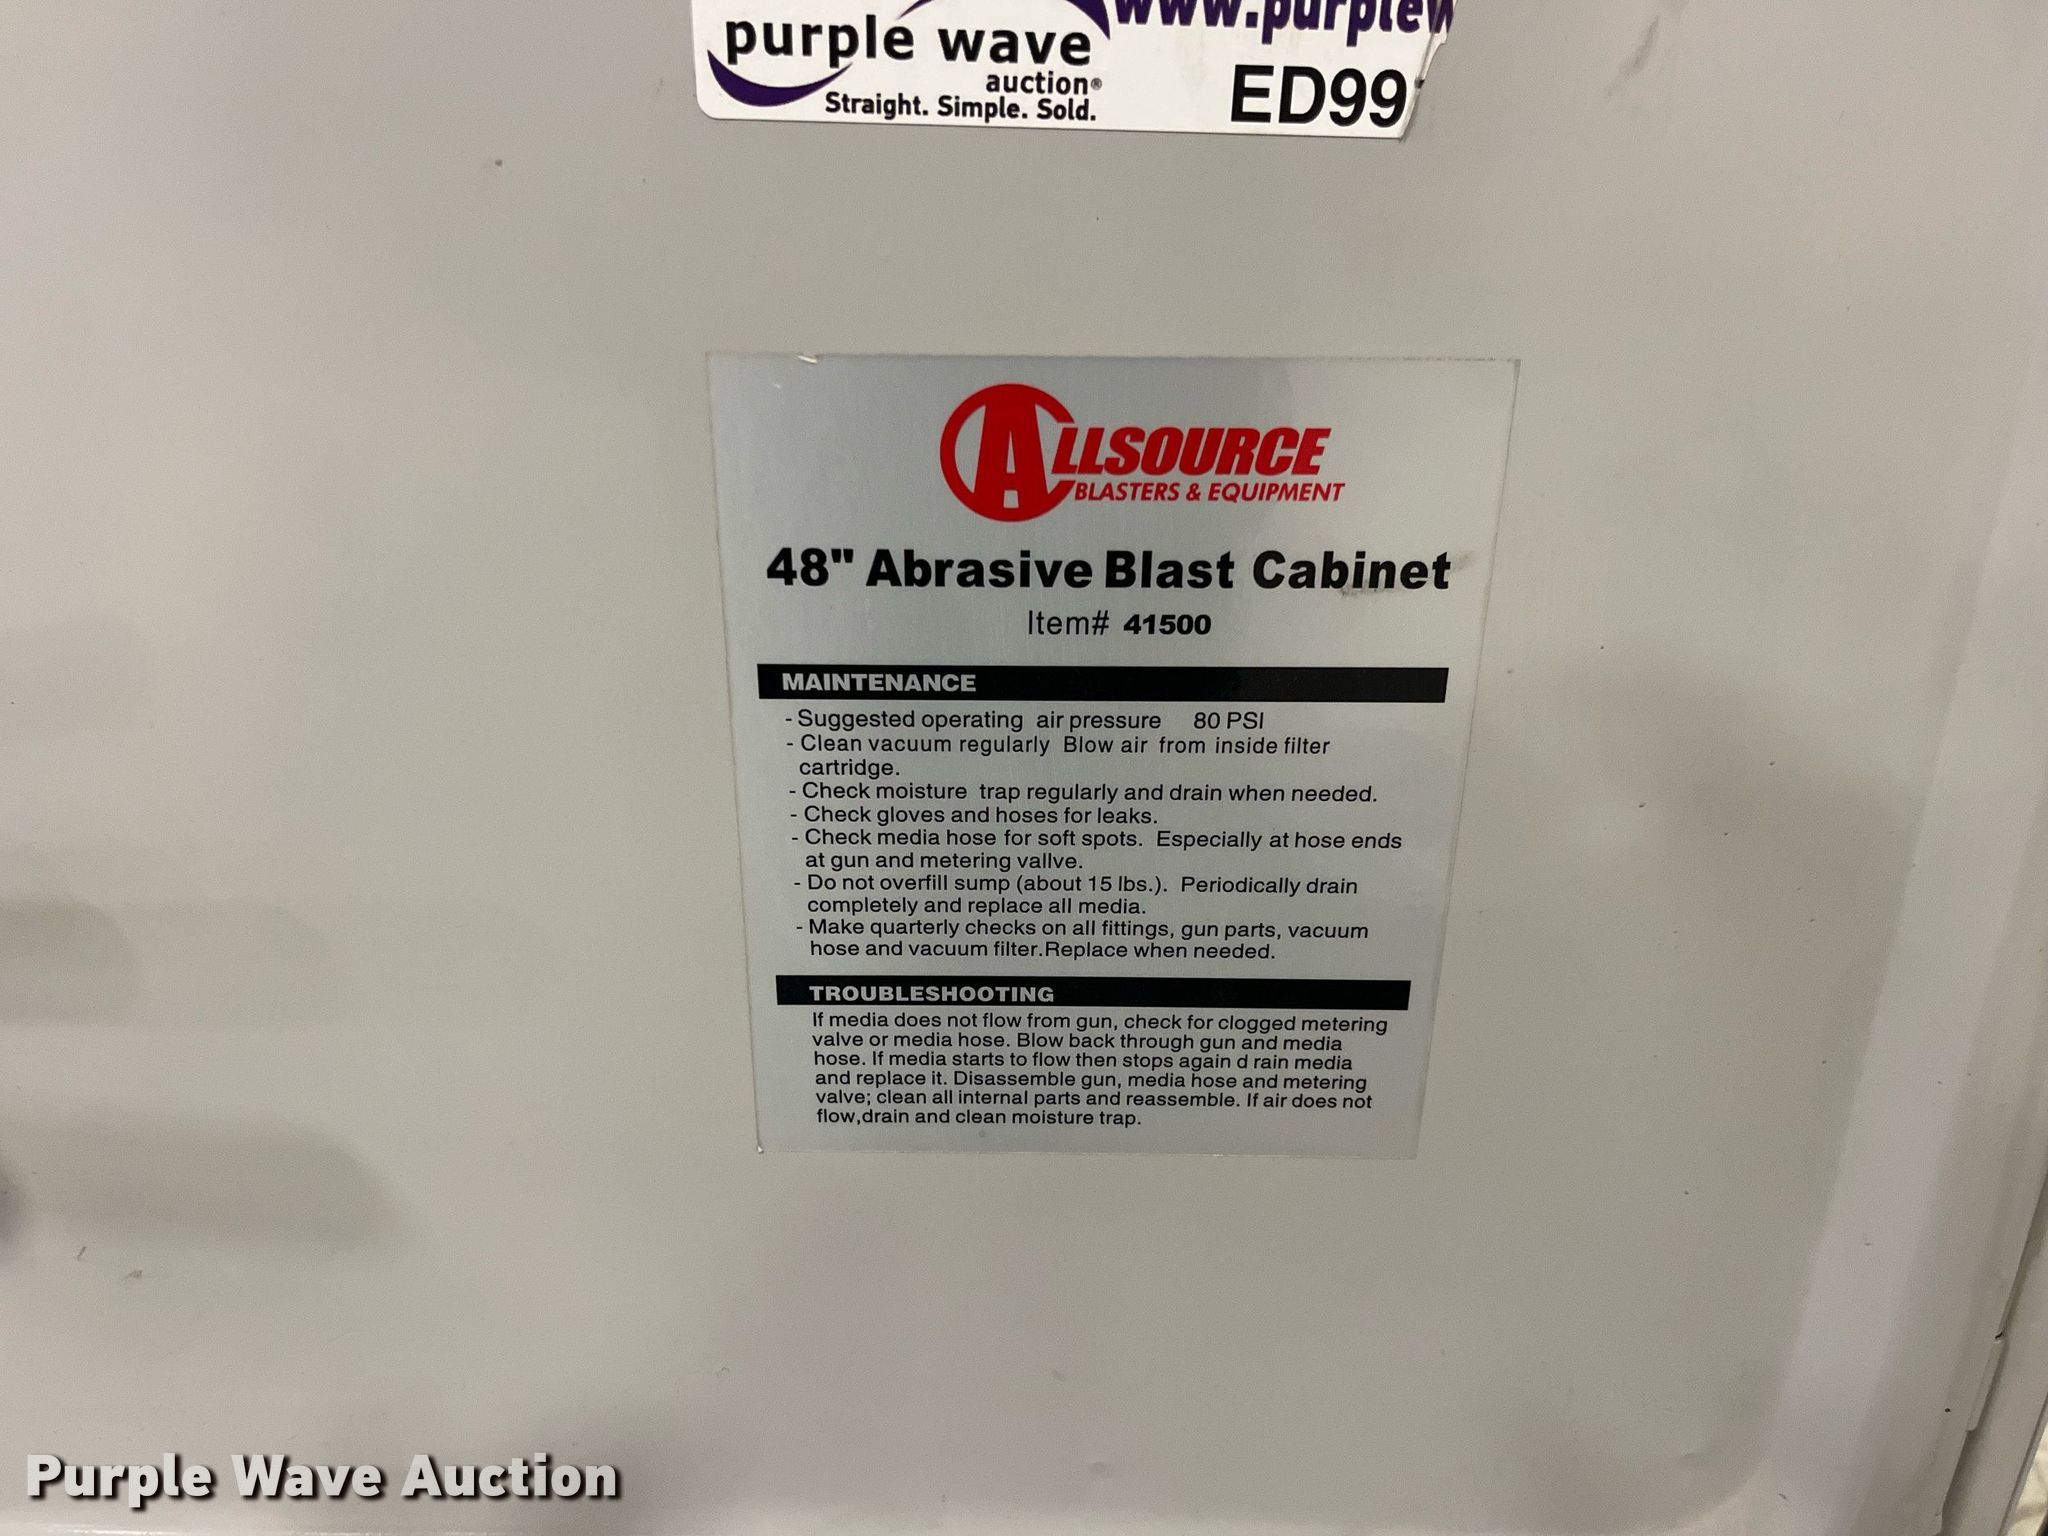 www.purplew
purple wave
auction®
Straight. Simple. Sold.
ED99
ALLSOURCE
BLASTERS & EQUIPMENT
48" Abrasive Blast Cabinet
Item# 41500
MAINTENANCE
- Suggested operating air pressure 80 PSI
- Clean vacuum regularly Blow air from inside filter
cartridge.
- Check moisture trap regularly and drain when needed.
- Check gloves and hoses for leaks.
- Check media hose for soft spots. Especially at hose ends
at gun and metering vallve.
- Do not overfill sump (about 15 lbs.). Periodically drain
completely and replace all media.
- Make quarterly checks on all fittings, gun parts, vacuum
hose and vacuum filter.Replace when needed.
TROUBLESHOOTING
If media does not flow from gun, check for clogged metering
valve or media hose. Blow back through gun and media
hose. If media starts to flow then stops again d rain media
and replace it. Disassemble gun, media hose and metering
valve; clean all internal parts and reassemble. If air does not
flow,drain and clean moisture trap.
Purple Wave Auction